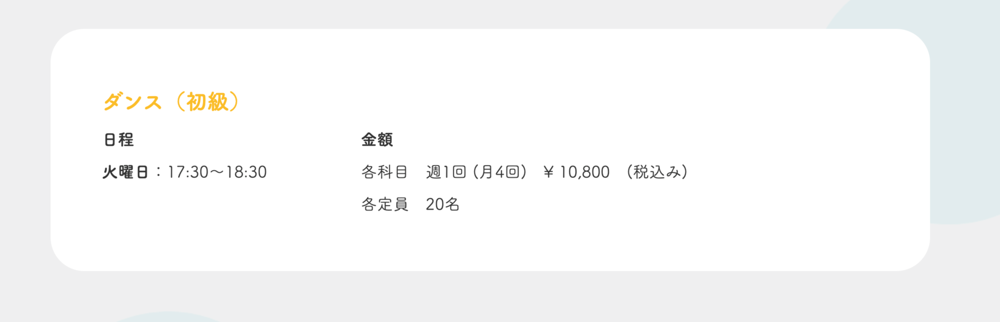 ダンス（初級）
日程
火曜日：17:30〜18:30
金額
各科目　週1回（月4回）　¥ 10,800　（税込み）
各定員　20名